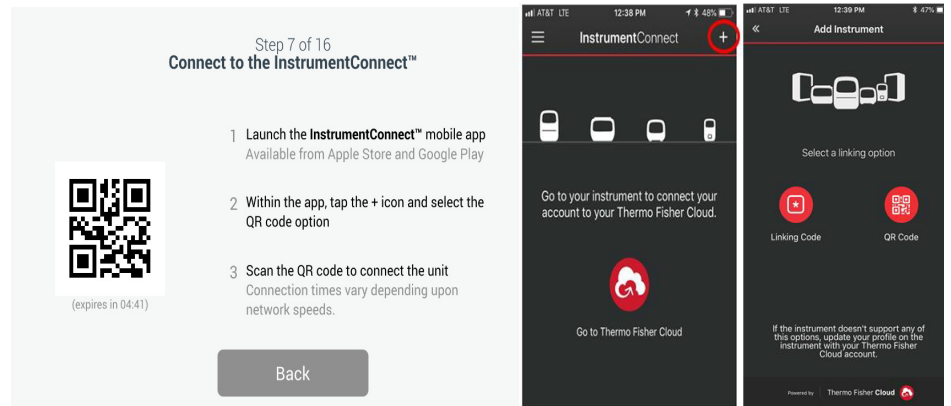 Step 7 of 16
Connect to the InstrumentConnect™
1 Launch the InstrumentConnect™ mobile app
Available from Apple Store and Google Play
2 Within the app, tap the + icon and select the
QR code option
3 Scan the QR code to connect the unit
Connection times vary depending upon
network speeds.
(expires in 04:41)
Back
AT&T LTE 12:38 PM 48%
InstrumentConnect +
Go to your instrument to connect your
account to your Thermo Fisher Cloud.
Go to Thermo Fisher Cloud
AT&T LTE 12:39 PM 47%
Add Instrument
Select a linking option
Linking Code QR Code
If the instrument doesn't support any of
this options, update your profile on the
instrument with your Thermo Fisher
Cloud account.
Powered by Thermo Fisher Cloud